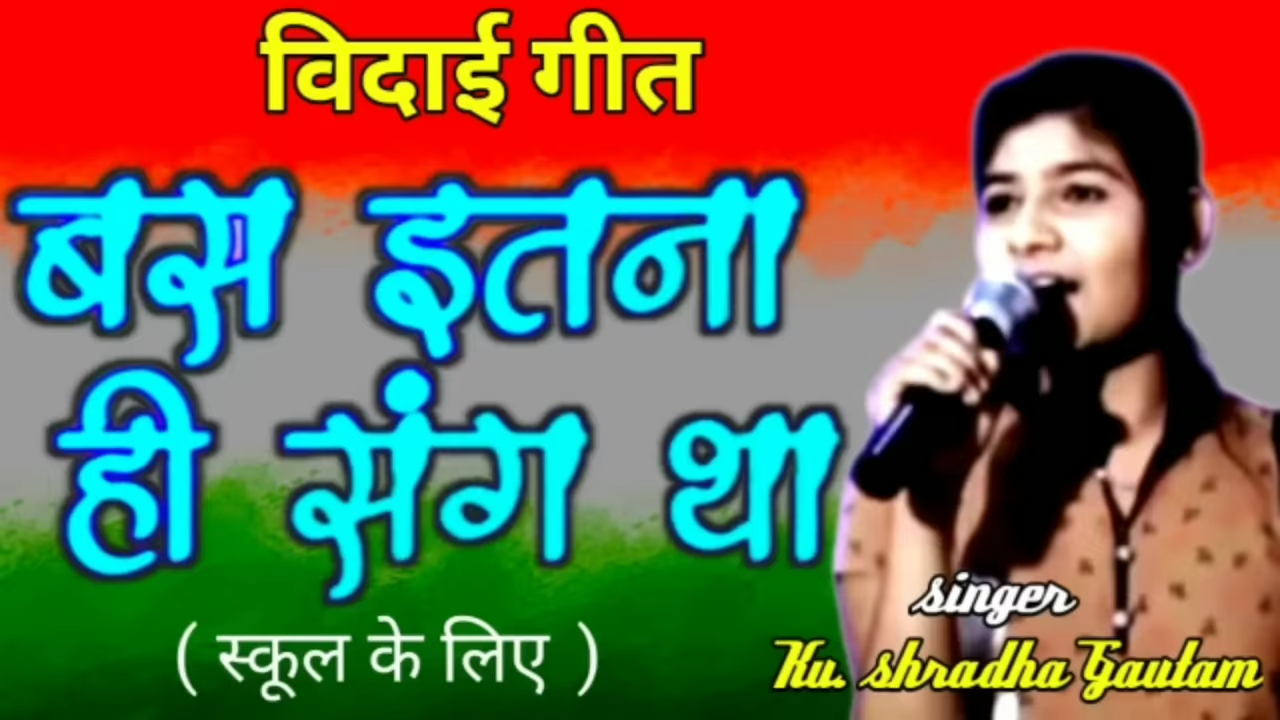 विदाई गीत
बस इतना
ही संग था
( स्कूल के लिए )
singer
Ku. shradha Gautam